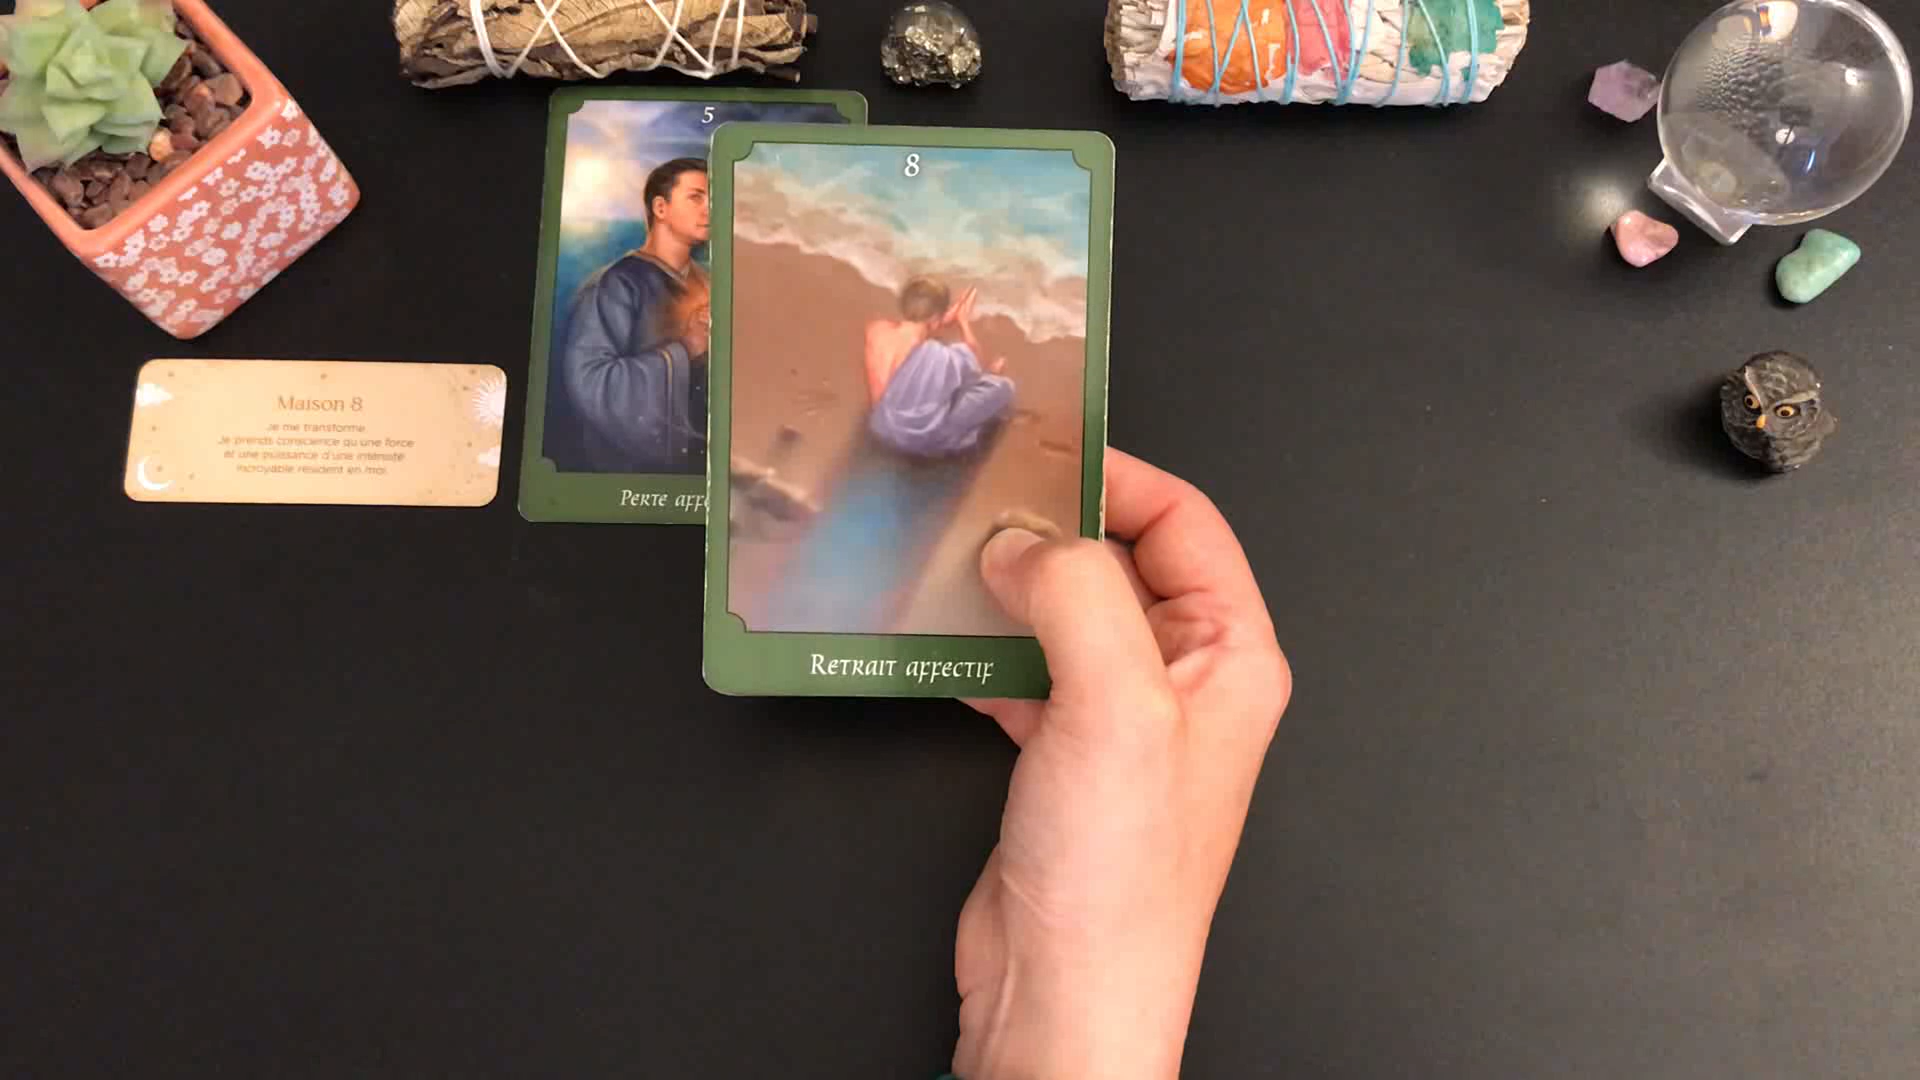 5
8
Maison 8
Je me transforme.
Je prends conscience qu'une force
et une puissance d'une intensité
incroyable résident en moi.
Perte
Retrait affectif